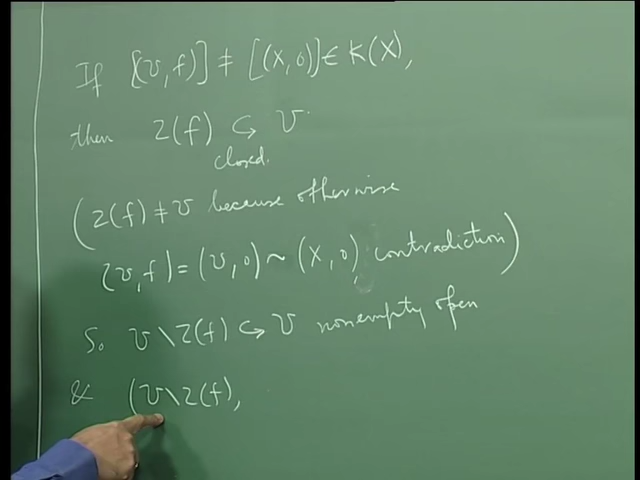 If [(U,f)] ≠ [(X,0)] ∈ K(X),
then Z(f) ↪ U.
closed.
(Z(f) ≠ U because otherwise
(U,f) = (U,0) ~ (X,0) contradiction)
So U \ Z(f) ↪ U nonempty open
& (U \ Z(f),